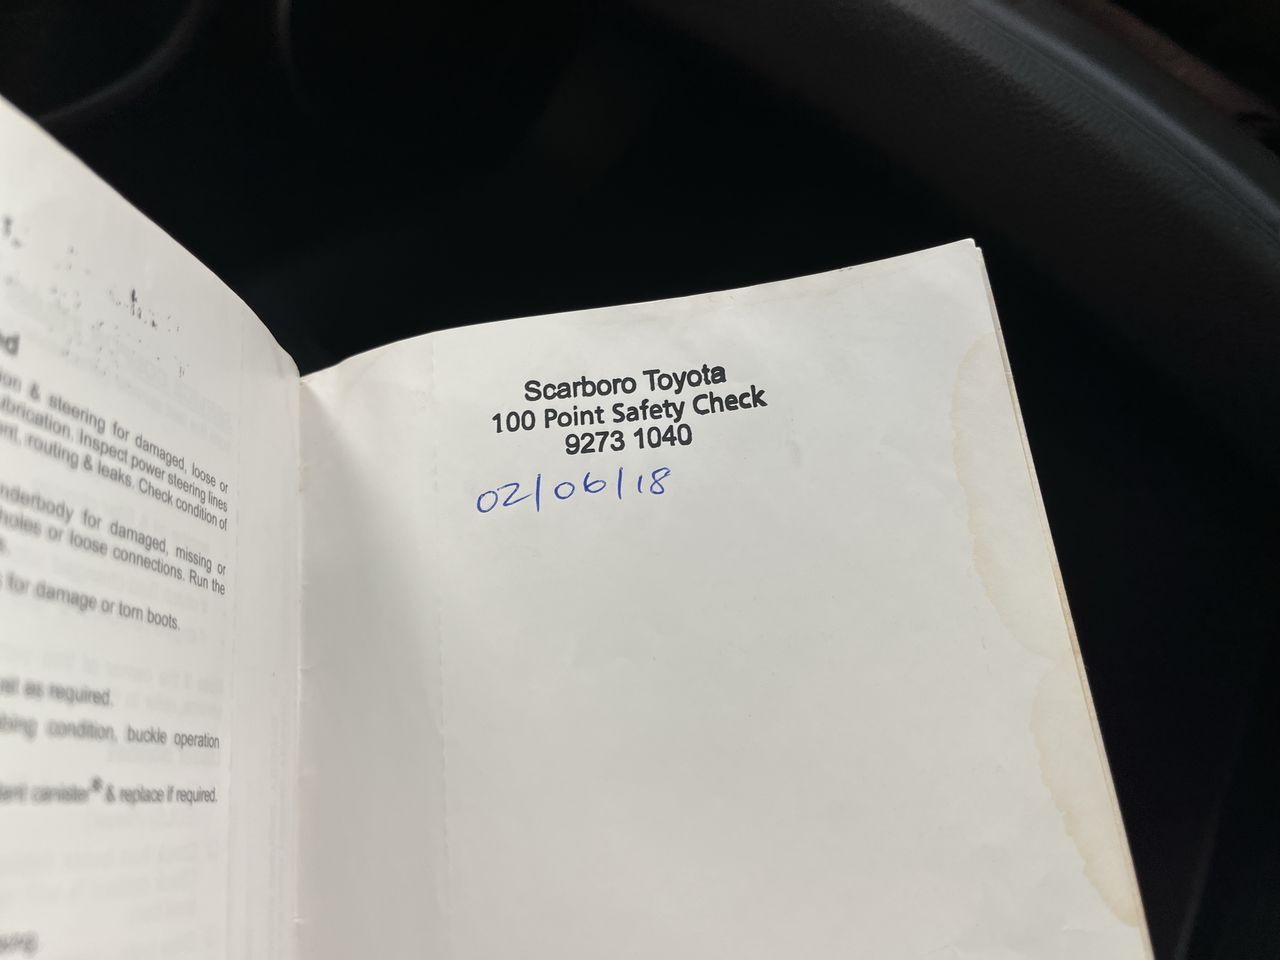 & steering for damaged, loose or
Inspect power steering lines
routing & leaks. Check condition of
for damaged, missing or
holes or loose connections. Run the
for damage or torn boots.
as required.
condition, buckle operation
& replace if required.
Scarboro Toyota
100 Point Safety Check
9273 1040
02/06/18